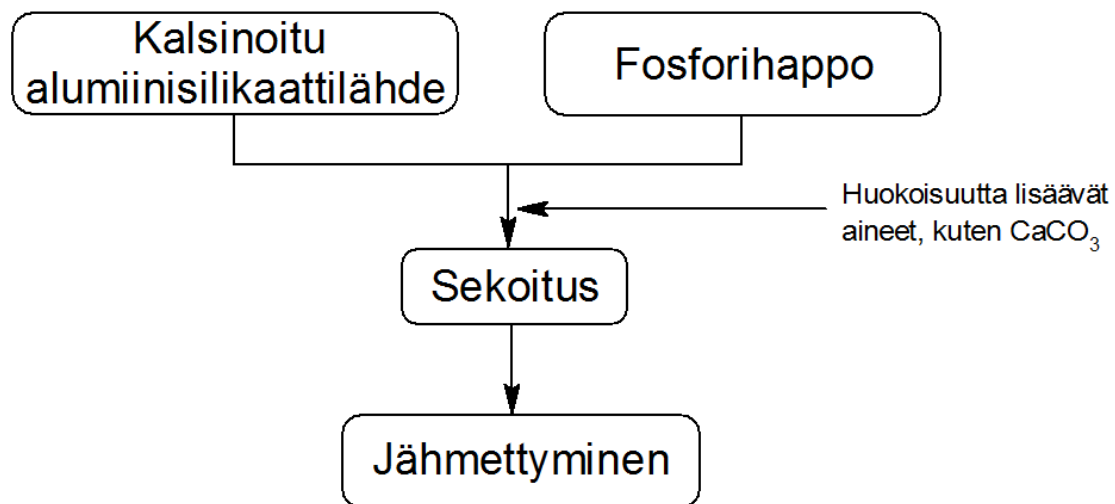 Kalsinoitu
alumiinisilikaattilähde
Fosforihappo
Huokoisuutta lisäävät
aineet, kuten CaCO₃
Sekoitus
Jähmettyminen